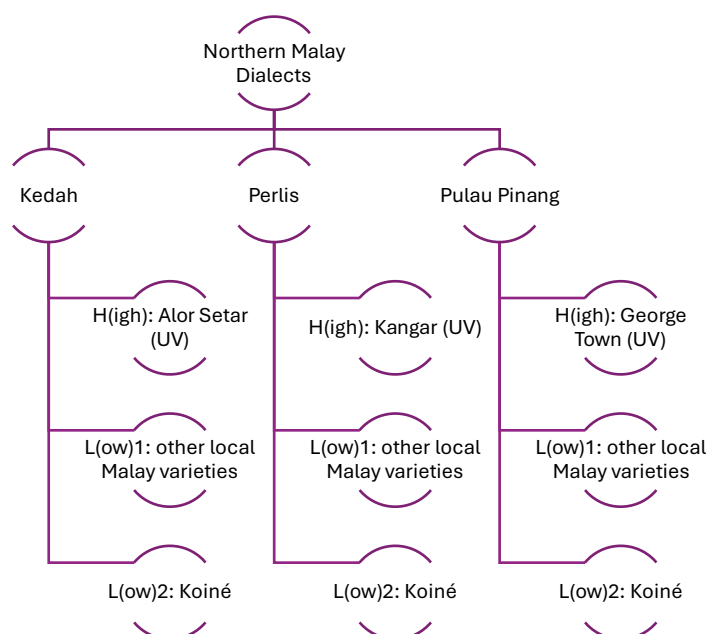 Northern Malay
Dialects
Kedah
Perlis
Pulau Pinang
H(igh): Alor Setar
(UV)
H(igh): Kangar (UV)
H(igh): George
Town (UV)
L(ow)1: other local
Malay varieties
L(ow)1: other local
Malay varieties
L(ow)1: other local
Malay varieties
L(ow)2: Koiné
L(ow)2: Koiné
L(ow)2: Koiné